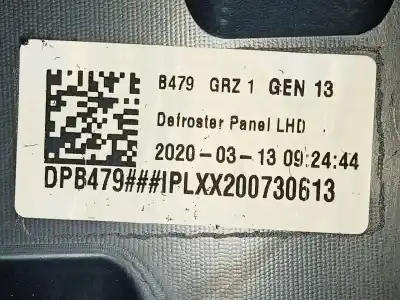 B479 GRZ 1 GEN 13
Defroster Panel LHD
2020-03-13 09:24:44
DPB479###IPLXX200730613